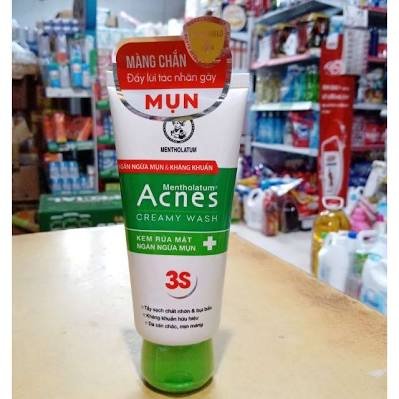 MÀNG CHẮN
Đẩy lùi tác nhân gây
MỤN
MENTHOLATUM
NGĂN NGỪA MỤN & KHÁNG KHUẨN
Mentholatum
Acnes
CREAMY WASH
KEM RỬA MẶT
NGĂN NGỪA MỤN
3S
• Tẩy sạch chất nhờn & bụi bẩn
• Kháng khuẩn hữu hiệu
• Da săn chắc, mịn màng